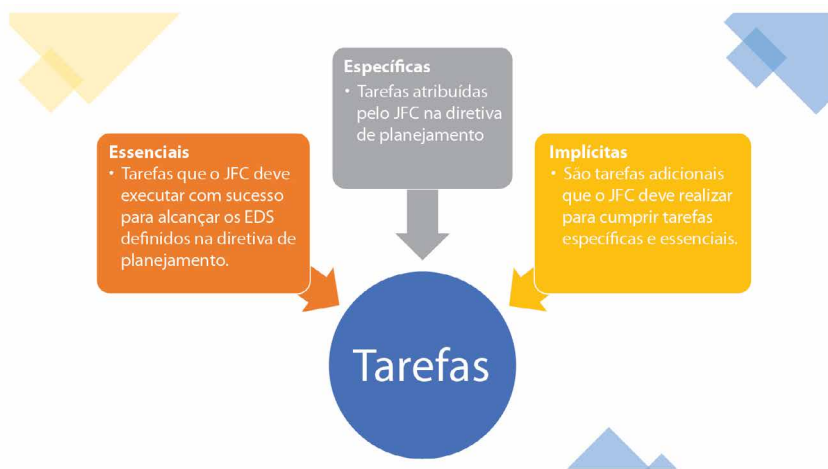 Específicas
• Tarefas atribuídas
pelo JFC na diretiva
de planejamento
Essenciais
• Tarefas que o JFC deve
executar com sucesso
para alcançar os EDS
definidos na diretiva de
planejamento.
Implícitas
• São tarefas adicionais
que o JFC deve realizar
para cumprir tarefas
específicas e essenciais.
Tarefas